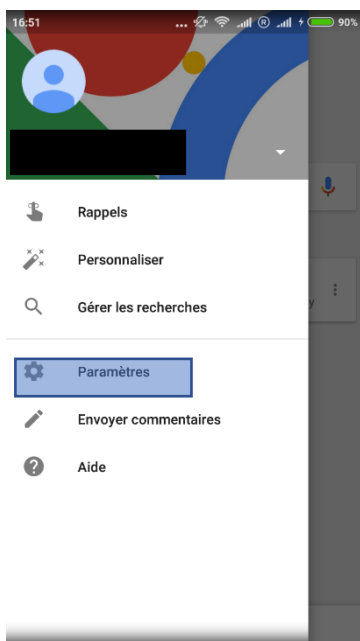 16:51 ... ® 90%
Rappels
Personnaliser
Gérer les recherches
y
Paramètres
Envoyer commentaires
Aide